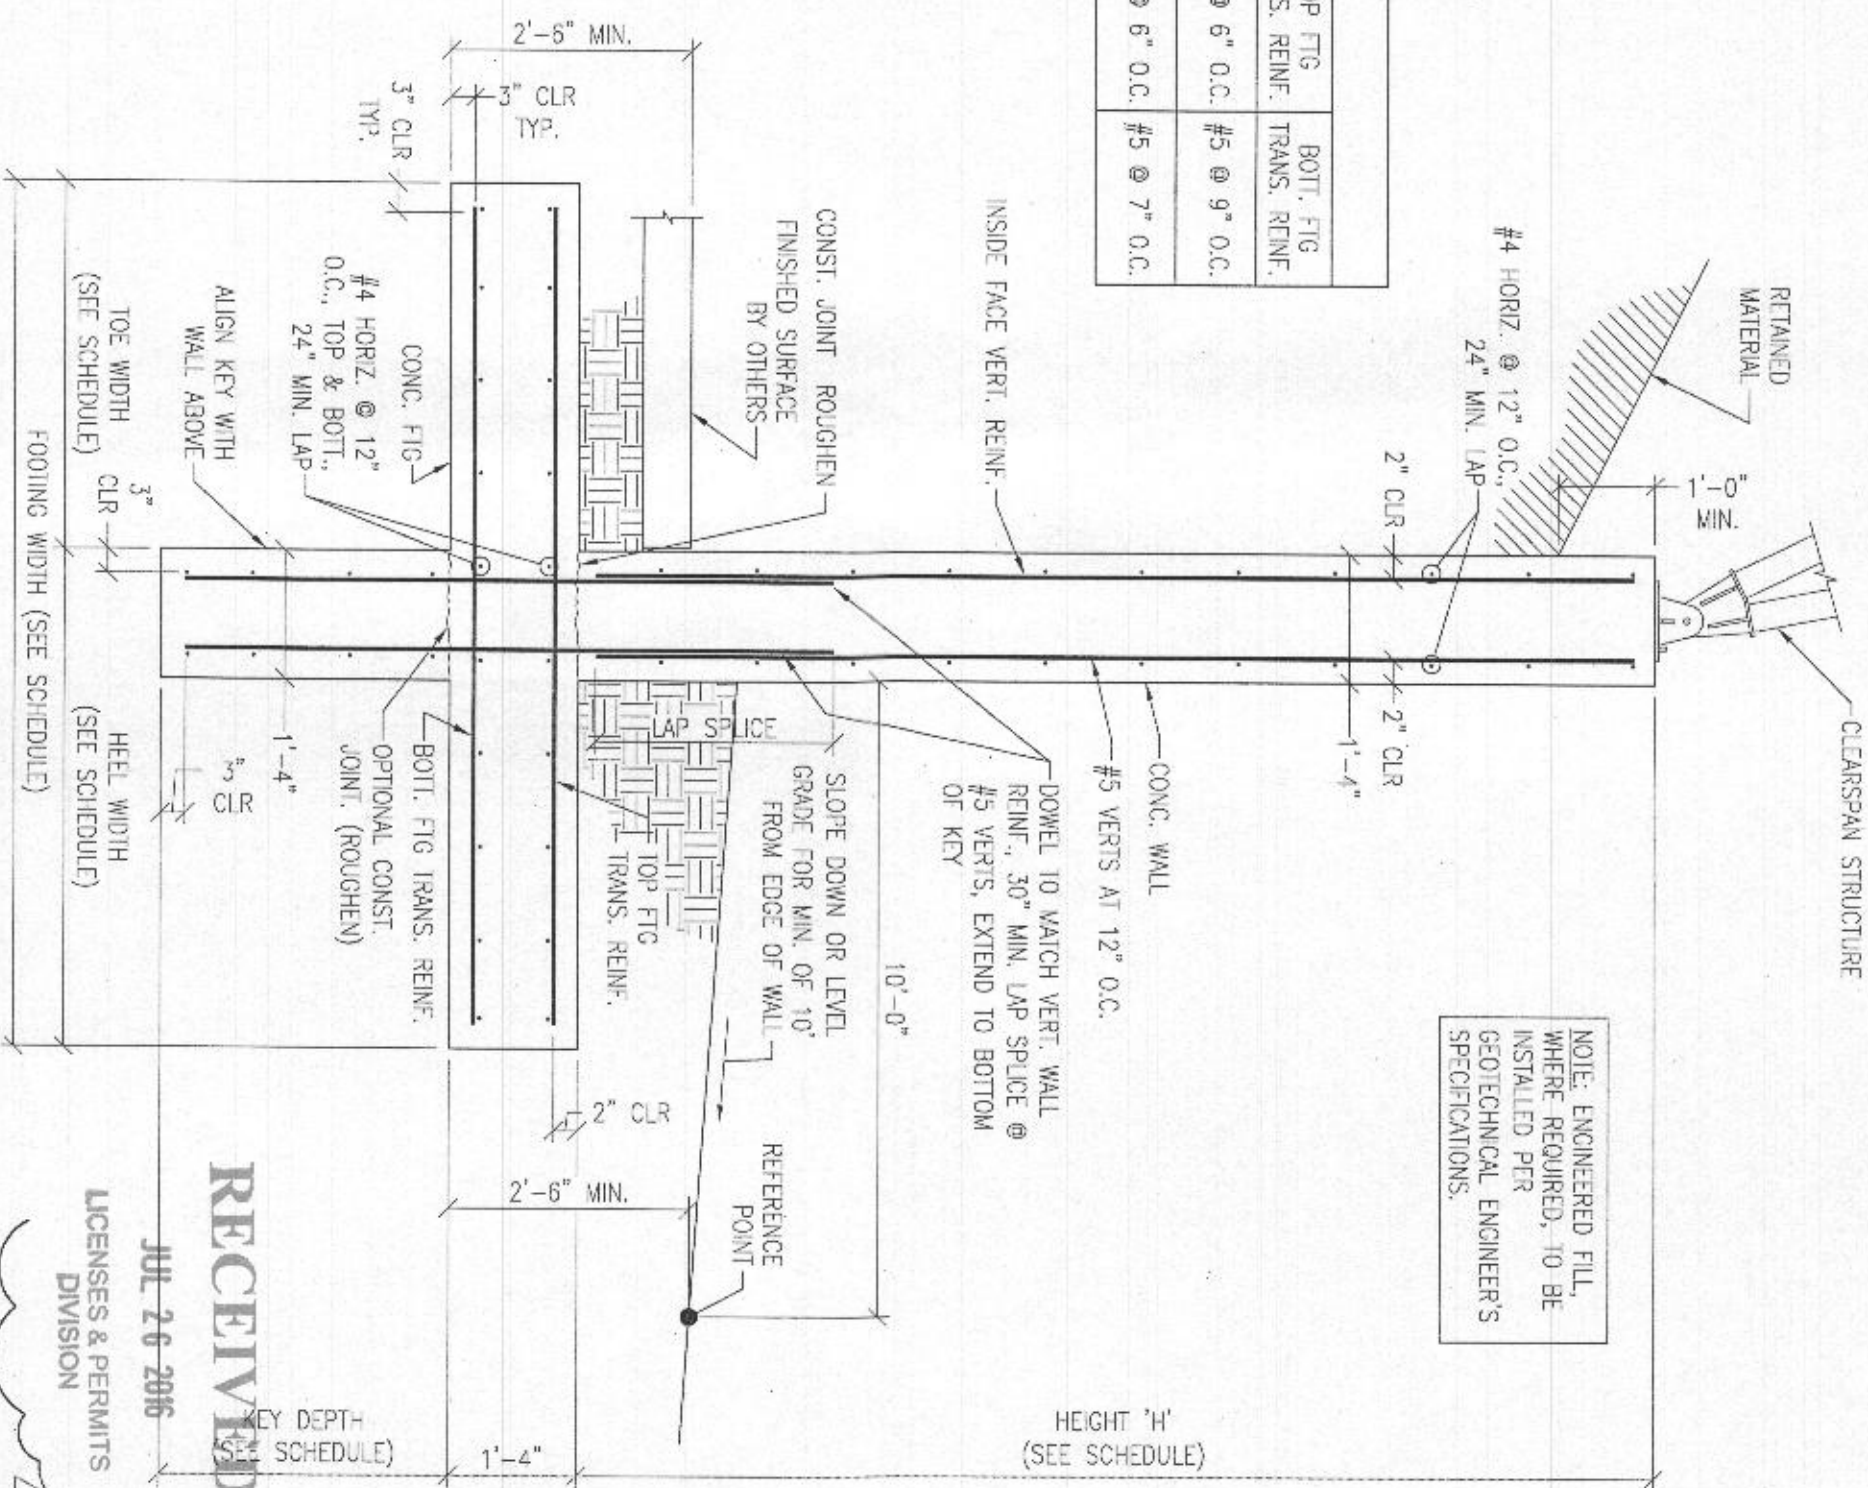 CLEARSPAN STRUCTURE
RETAINED
MATERIAL
1'-0"
MIN.
#4 HORIZ. @ 12" O.C.,
24" MIN. LAP
2" CLR
2" CLR
1'-4"
NOTE: ENGINEERED FILL,
WHERE REQUIRED, TO BE
INSTALLED PER
GEOTECHNICAL ENGINEER'S
SPECIFICATIONS.
FTG BOTT. FTG
REINF. TRANS. REINF.
6" O.C. #5 @ 9" O.C.
6" O.C. #5 @ 7" O.C.
INSIDE FACE VERT. REINF.
CONC. WALL
#5 VERTS AT 12" O.C.
DOWEL TO MATCH VERT. WALL
REINF., 30" MIN. LAP SPLICE @
#5 VERTS, EXTEND TO BOTTOM
OF KEY
HEIGHT 'H'
(SEE SCHEDULE)
CONST. JOINT ROUGHEN
FINISHED SURFACE
BY OTHERS
10'-0"
SLOPE DOWN OR LEVEL
GRADE FOR MIN. OF 10'
FROM EDGE OF WALL
LAP SPLICE
REFERENCE
POINT
2'-6" MIN.
3" CLR
TYP.
3" CLR
TYP.
TOP FTG
TRANS. REINF.
2" CLR
2'-6" MIN.
CONC. FTG
#4 HORIZ. @ 12"
O.C., TOP & BOTT.,
24" MIN. LAP
BOTT. FTG TRANS. REINF.
OPTIONAL CONST.
JOINT. (ROUGHEN)
1'-4"
1'-4"
ALIGN KEY WITH
WALL ABOVE
3"
CLR
3"
CLR
KEY DEPTH
(SEE SCHEDULE)
TOE WIDTH
(SEE SCHEDULE)
HEEL WIDTH
(SEE SCHEDULE)
FOOTING WIDTH (SEE SCHEDULE)
RECEIVED
JUL 26 2016
LICENSES & PERMITS
DIVISION